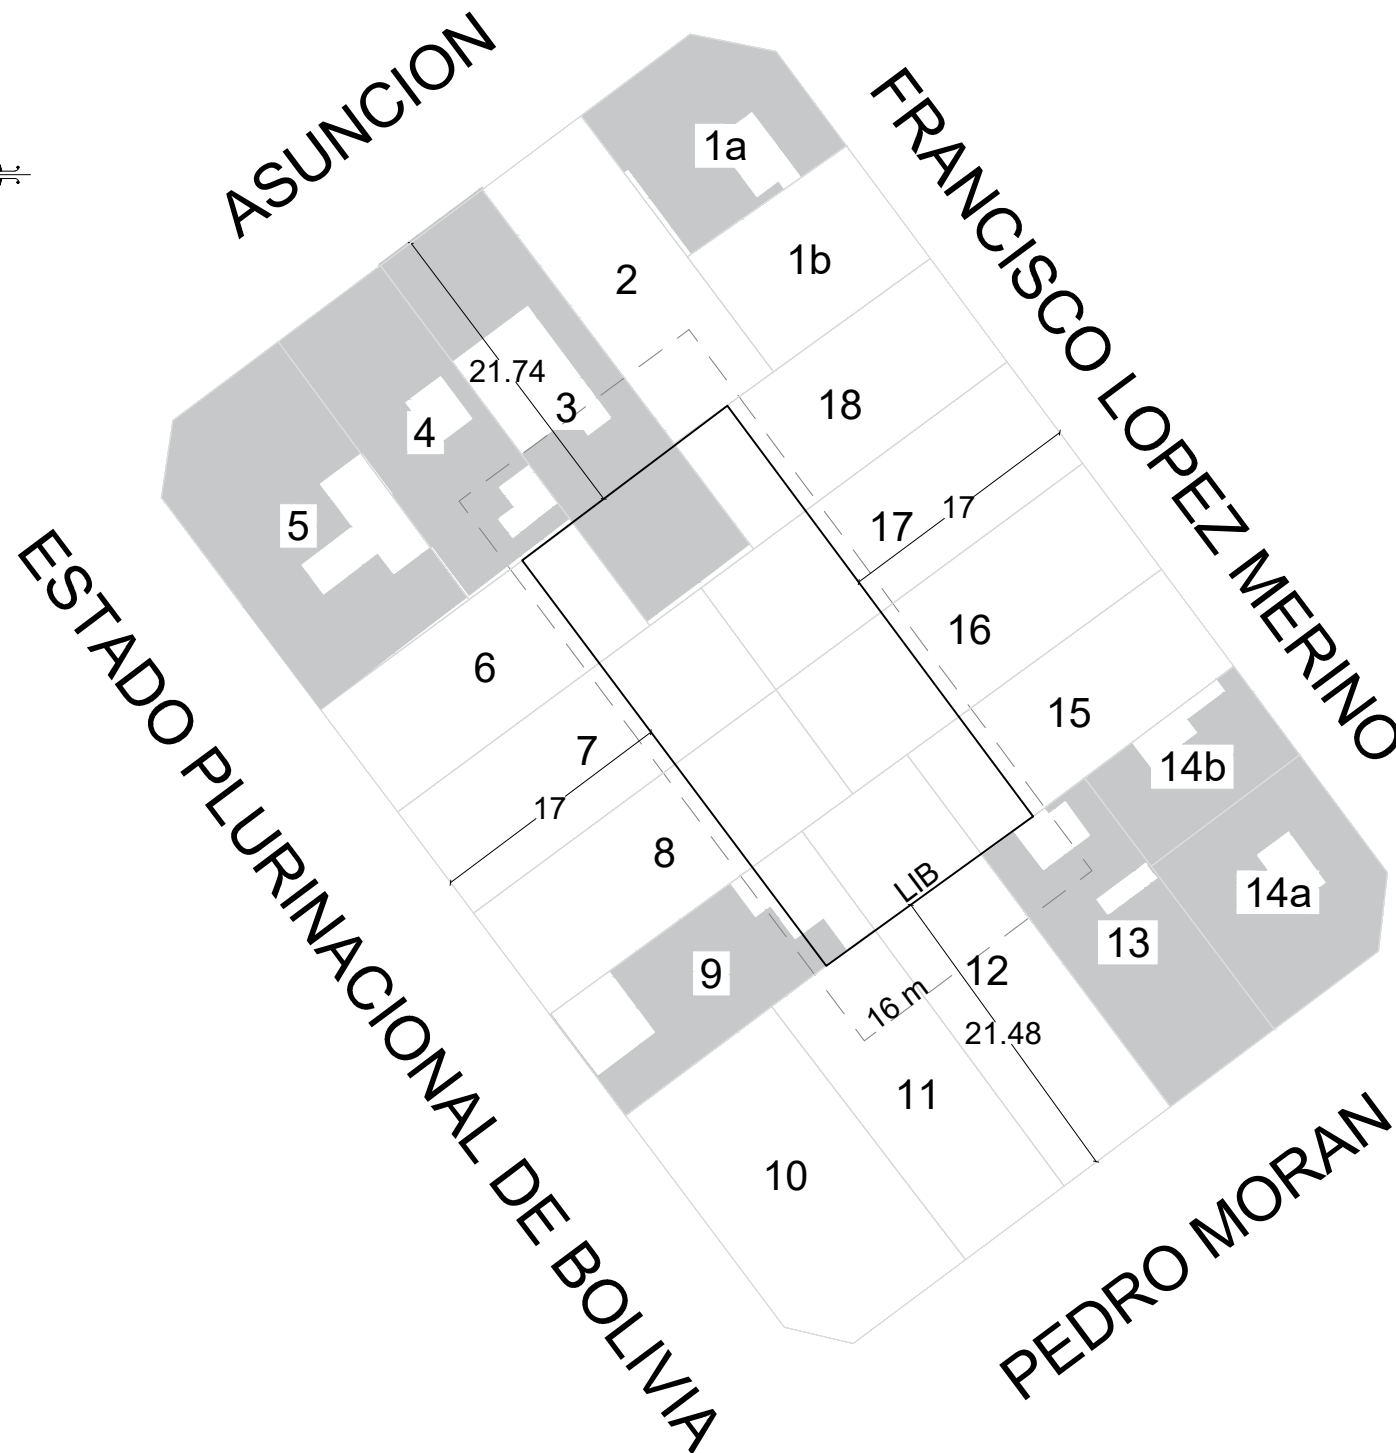 ASUNCION
FRANCISCO LOPEZ MERINO
1a
1b
2
21.74
3
18
4
17
17
5
16
6
15
7
14b
17
8
LIB
14a
13
9
12
16 m
21.48
11
10
ESTADO PLURINACIONAL DE BOLIVIA
PEDRO MORAN